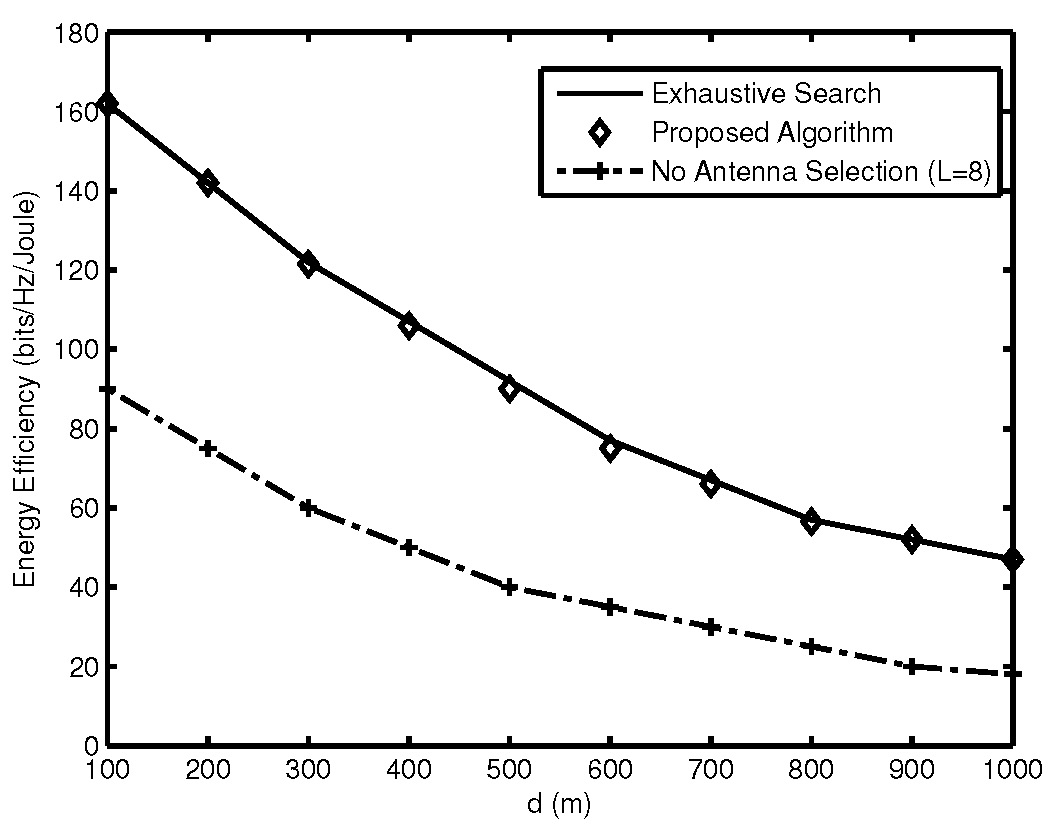 180
160
140
120
100
80
60
40
20
0
Energy Efficiency (bits/Hz/Joule)
Exhaustive Search
Proposed Algorithm
No Antenna Selection (L=8)
100 200 300 400 500 600 700 800 900 1000
d (m)